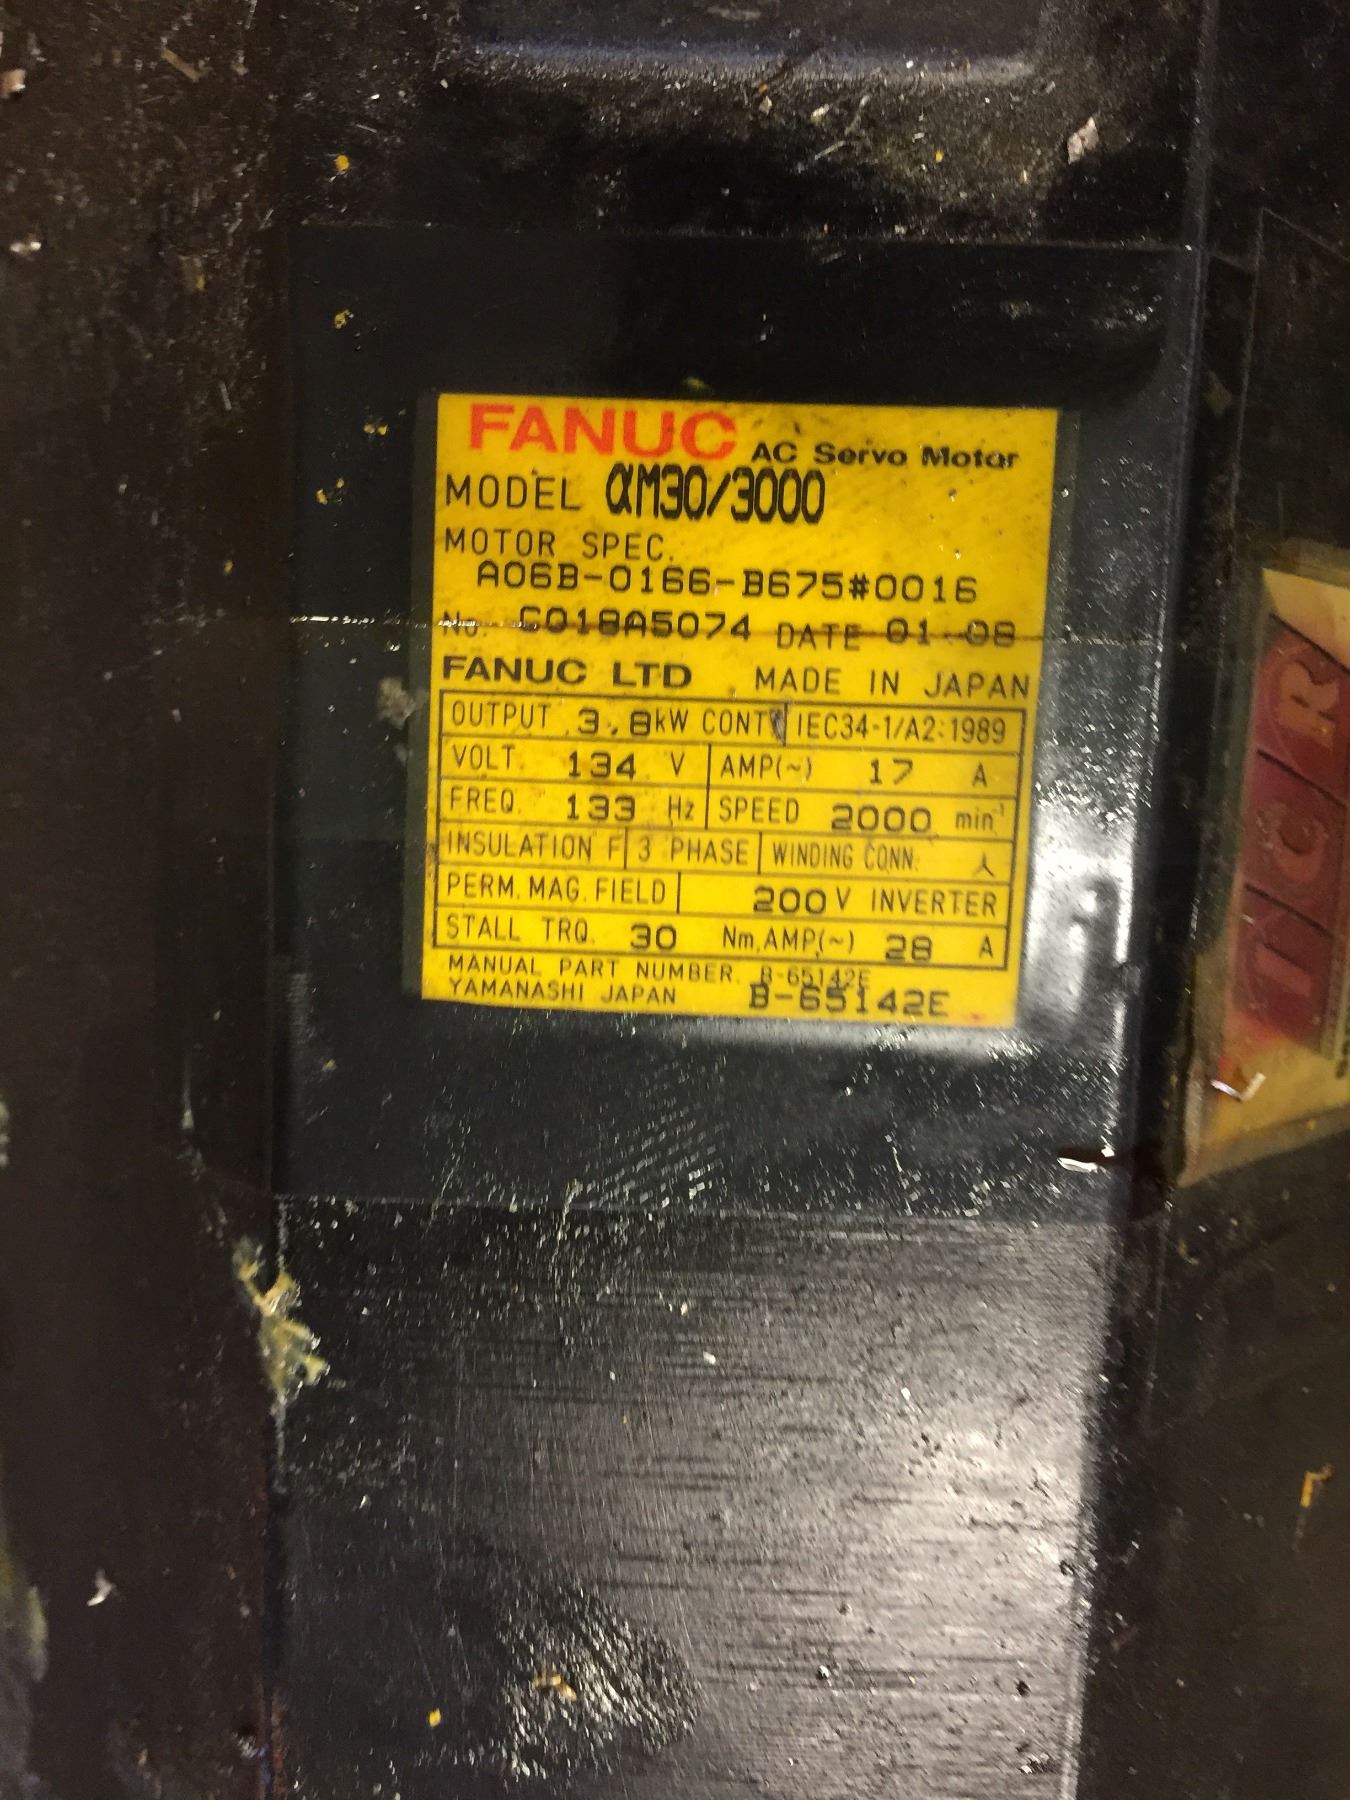 FANUC AC Servo Motor
MODEL αM30/3000
MOTOR SPEC.
A06B-0166-B675#0016
No. C018A5074 DATE 01-08
FANUC LTD MADE IN JAPAN
OUTPUT 3.8kW CONT IEC34-1/A2:1989
VOLT. 134 V AMP(~) 17 A
FREQ. 133 Hz SPEED 2000 min⁻¹
INSULATION F 3 PHASE WINDING CONN. 人
PERM. MAG. FIELD 200V INVERTER
STALL TRQ. 30 Nm, AMP(~) 28 A
MANUAL PART NUMBER. B-65142E
YAMANASHI JAPAN B-65142E